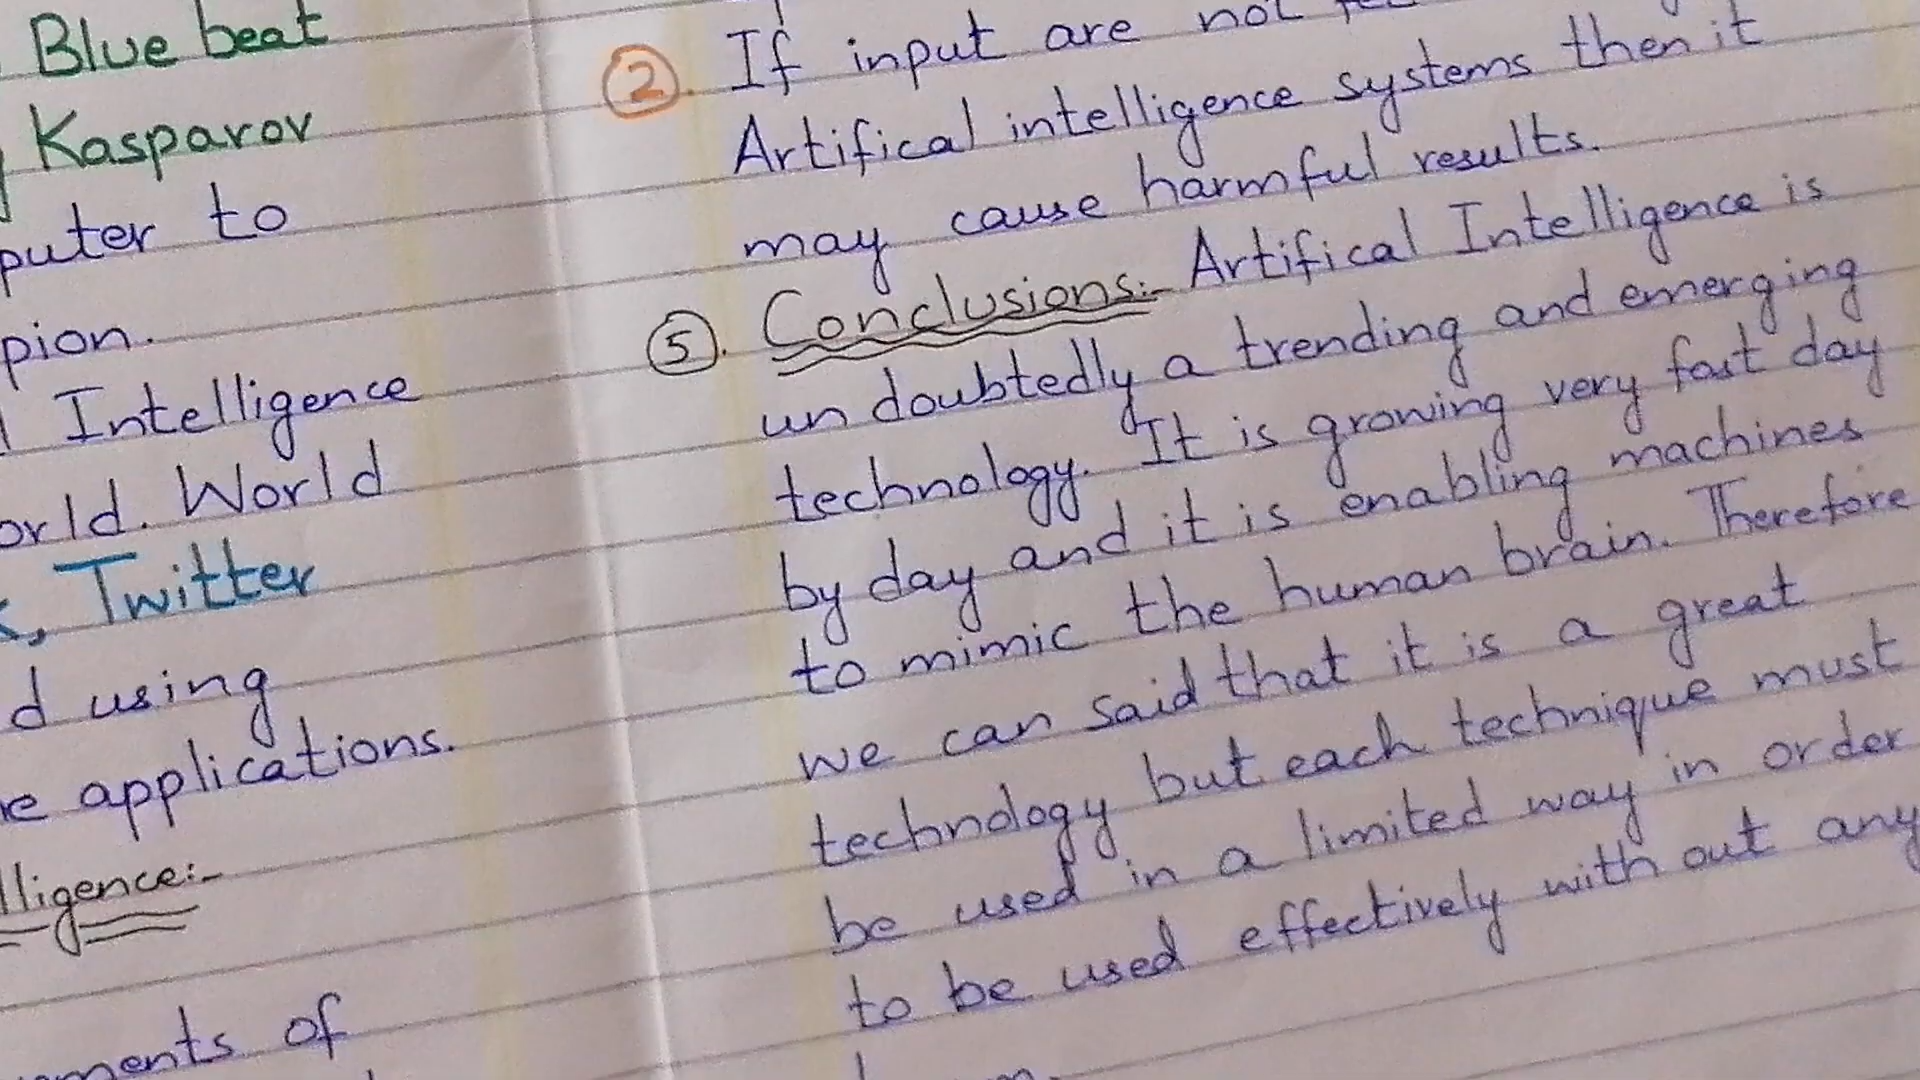 Blue beat
Kasparov
puter to
pion.
Intelligence
orld. World
, Twitter
d using
e applications.
lligence:-
ments of
2. If input are not
Artifical intelligence systems then it
may cause harmful results.
5. Conclusions:- Artifical Intelligence is
un doubtedly a trending and emerging
technology. It is growing very fast day
by day and it is enabling machines
to mimic the human brain. Therefore
we can said that it is a great
technology but each technique must
be used in a limited way in order
to be used effectively with out any